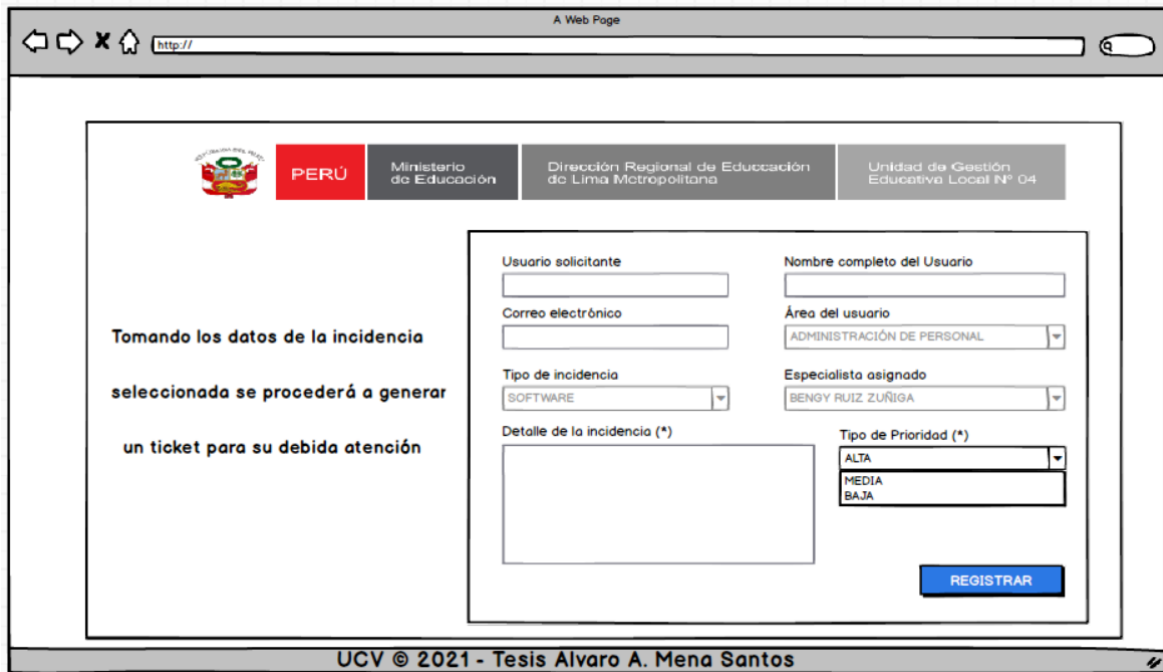 A Web Page
http://
PERÚ
Ministerio
de Educación
Dirección Regional de Educcación
de Lima Metropolitana
Unidad de Gestión
Educativa Local Nº 04
Tomando los datos de la incidencia
seleccionada se procederá a generar
un ticket para su debida atención
Usuario solicitante
Nombre completo del Usuario
Correo electrónico
Área del usuario
ADMINISTRACIÓN DE PERSONAL
Tipo de incidencia
Especialista asignado
SOFTWARE
BENGY RUIZ ZUÑIGA
Detalle de la incidencia (*)
Tipo de Prioridad (*)
ALTA
MEDIA
BAJA
REGISTRAR
UCV © 2021 - Tesis Alvaro A. Mena Santos